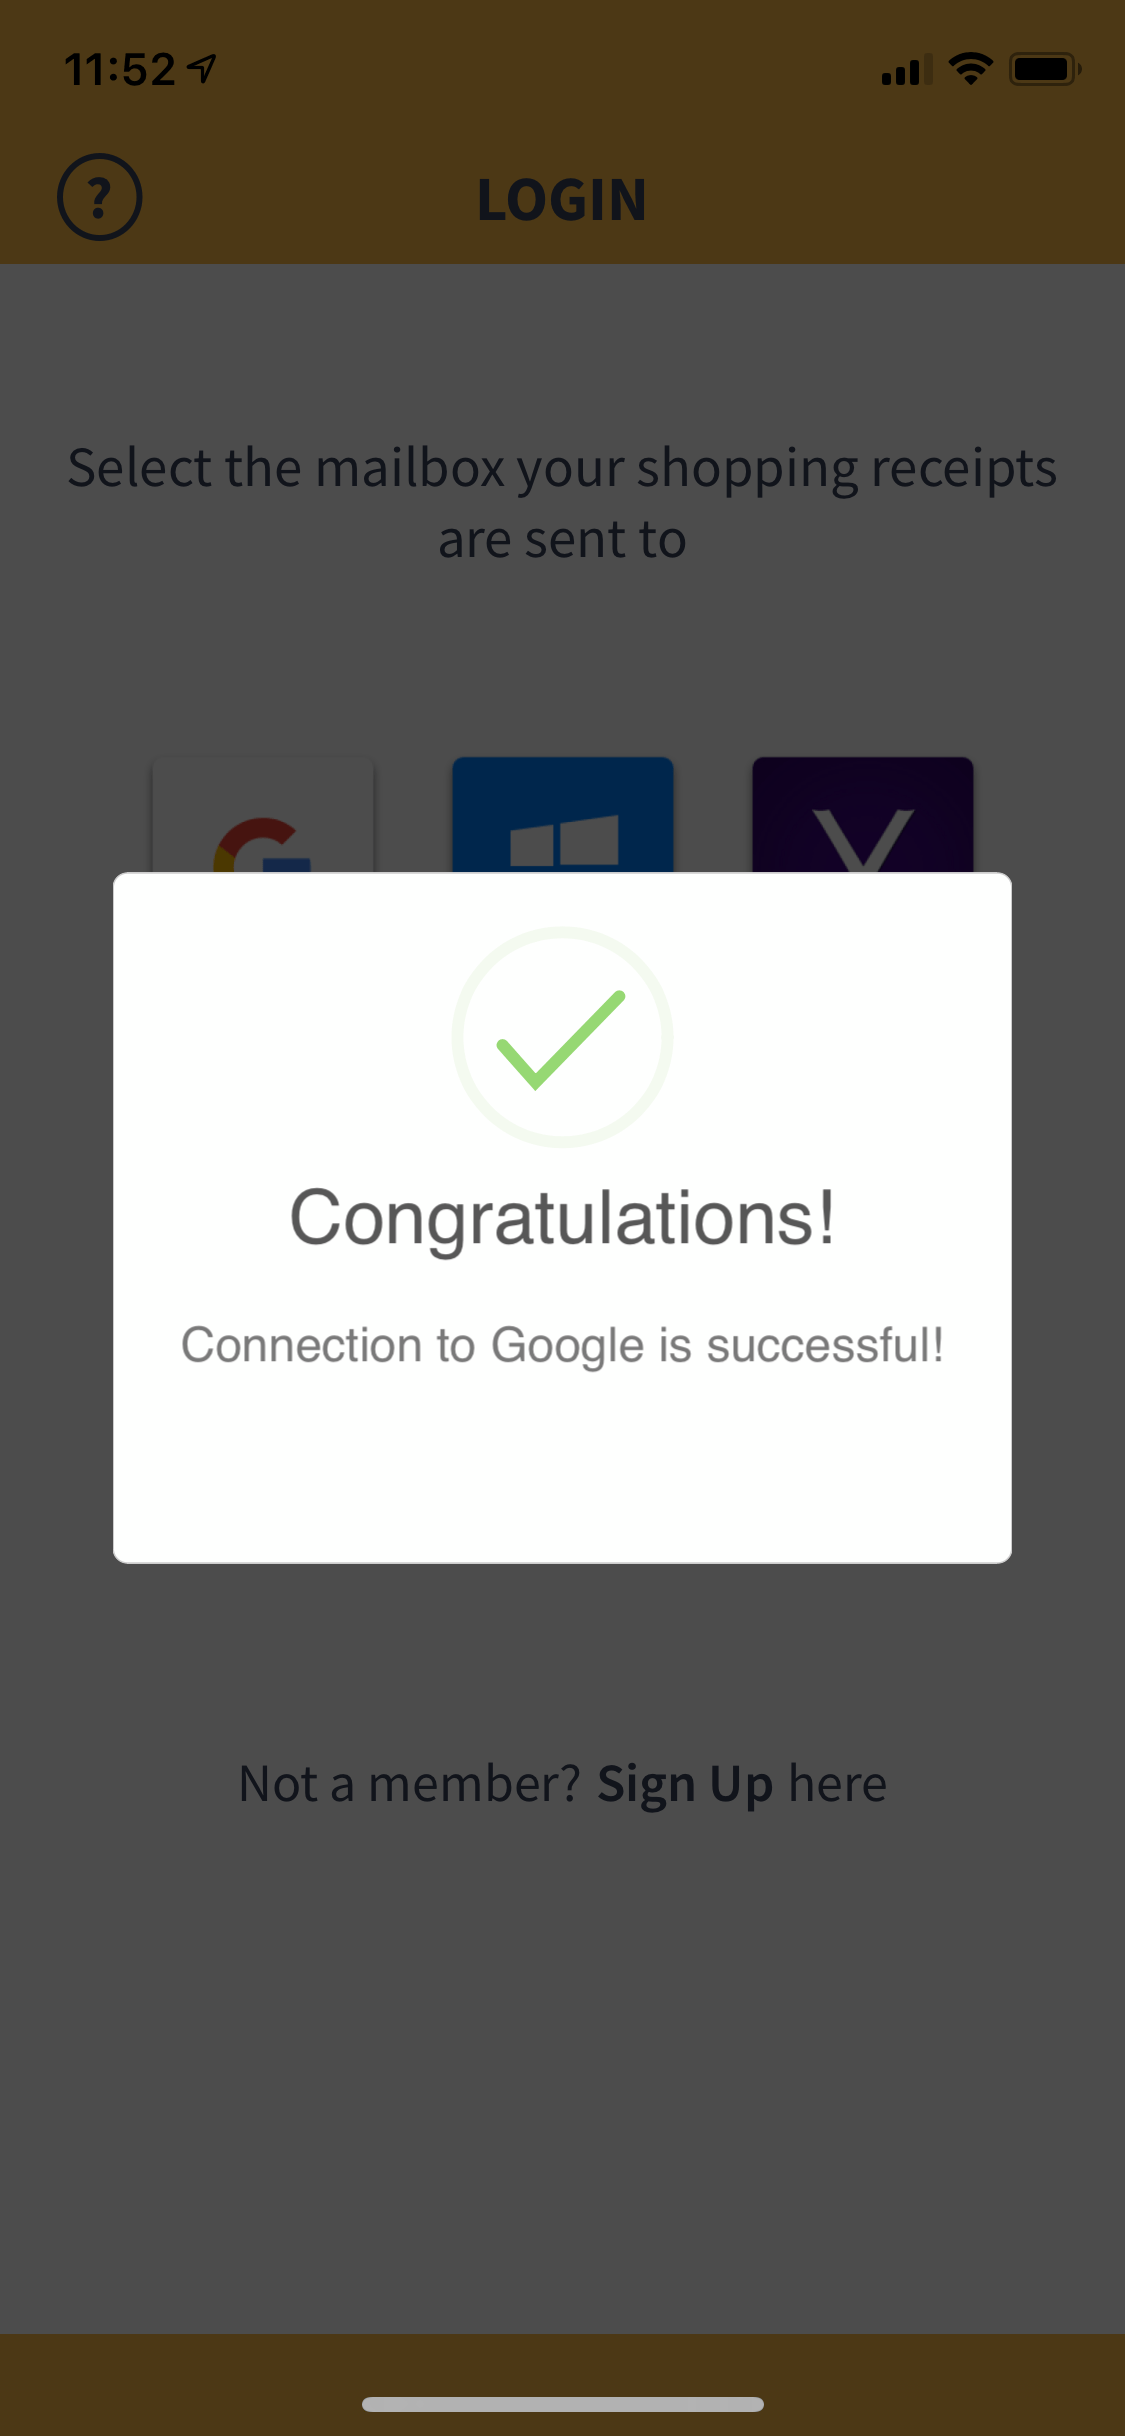 11:52
?
LOGIN
Select the mailbox your shopping receipts
are sent to
Congratulations!
Connection to Google is successful!
Not a member? Sign Up here